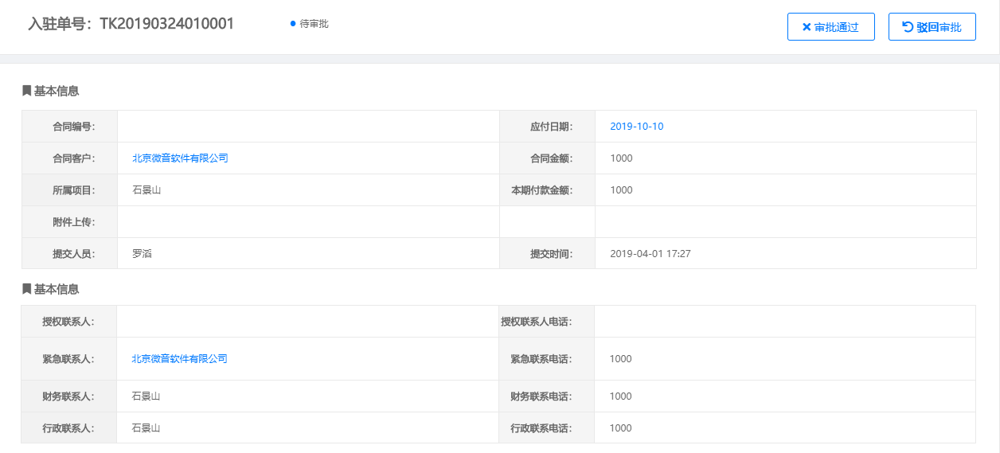 入驻单号：TK20190324010001 待审批 审批通过 驳回审批
基本信息
合同编号： 应付日期： 2019-10-10
合同客户： 北京微音软件有限公司 合同金额： 1000
所属项目： 石景山 本期付款金额： 1000
附件上传：
提交人员： 罗滔 提交时间： 2019-04-01 17:27
基本信息
授权联系人： 授权联系人电话：
紧急联系人： 北京微音软件有限公司 紧急联系电话： 1000
财务联系人： 石景山 财务联系电话： 1000
行政联系人： 石景山 行政联系电话： 1000